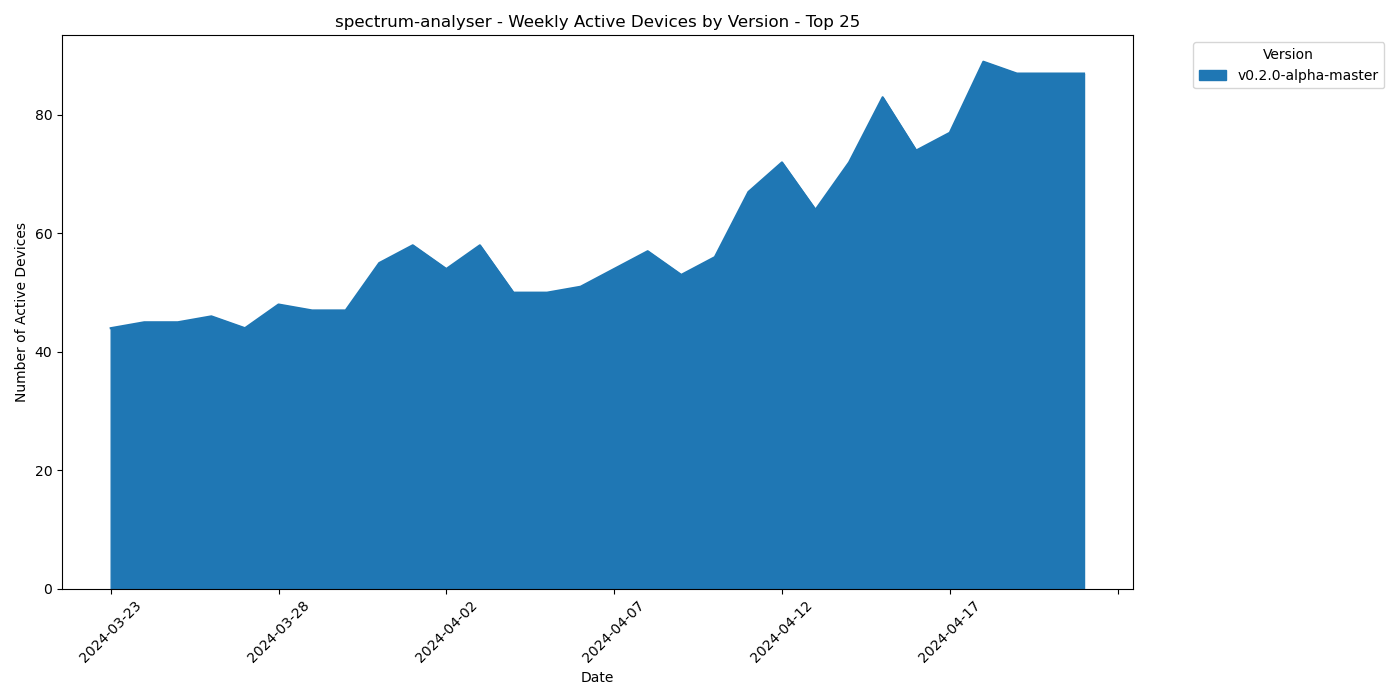 spectrum-analyser - Weekly Active Devices by Version - Top 25
Version
v0.2.0-alpha-master
Number of Active Devices
80
60
40
20
0
2024-03-23
2024-03-28
2024-04-02
2024-04-07
2024-04-12
2024-04-17
Date